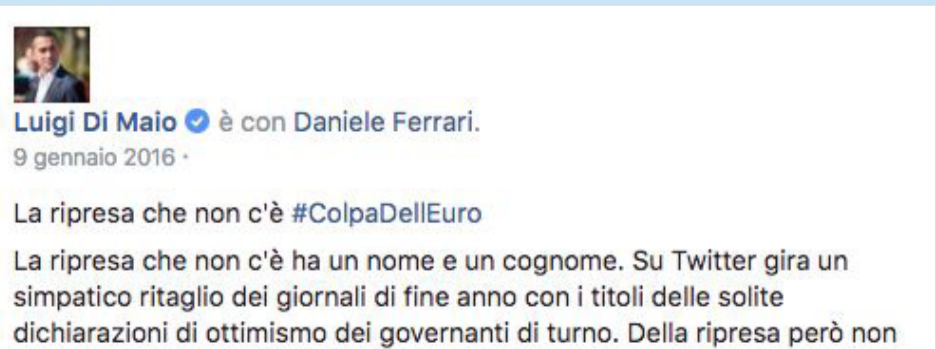 Luigi Di Maio è con Daniele Ferrari.
9 gennaio 2016 ·
La ripresa che non c'è #ColpaDellEuro
La ripresa che non c'è ha un nome e un cognome. Su Twitter gira un
simpatico ritaglio dei giornali di fine anno con i titoli delle solite
dichiarazioni di ottimismo dei governanti di turno. Della ripresa però non